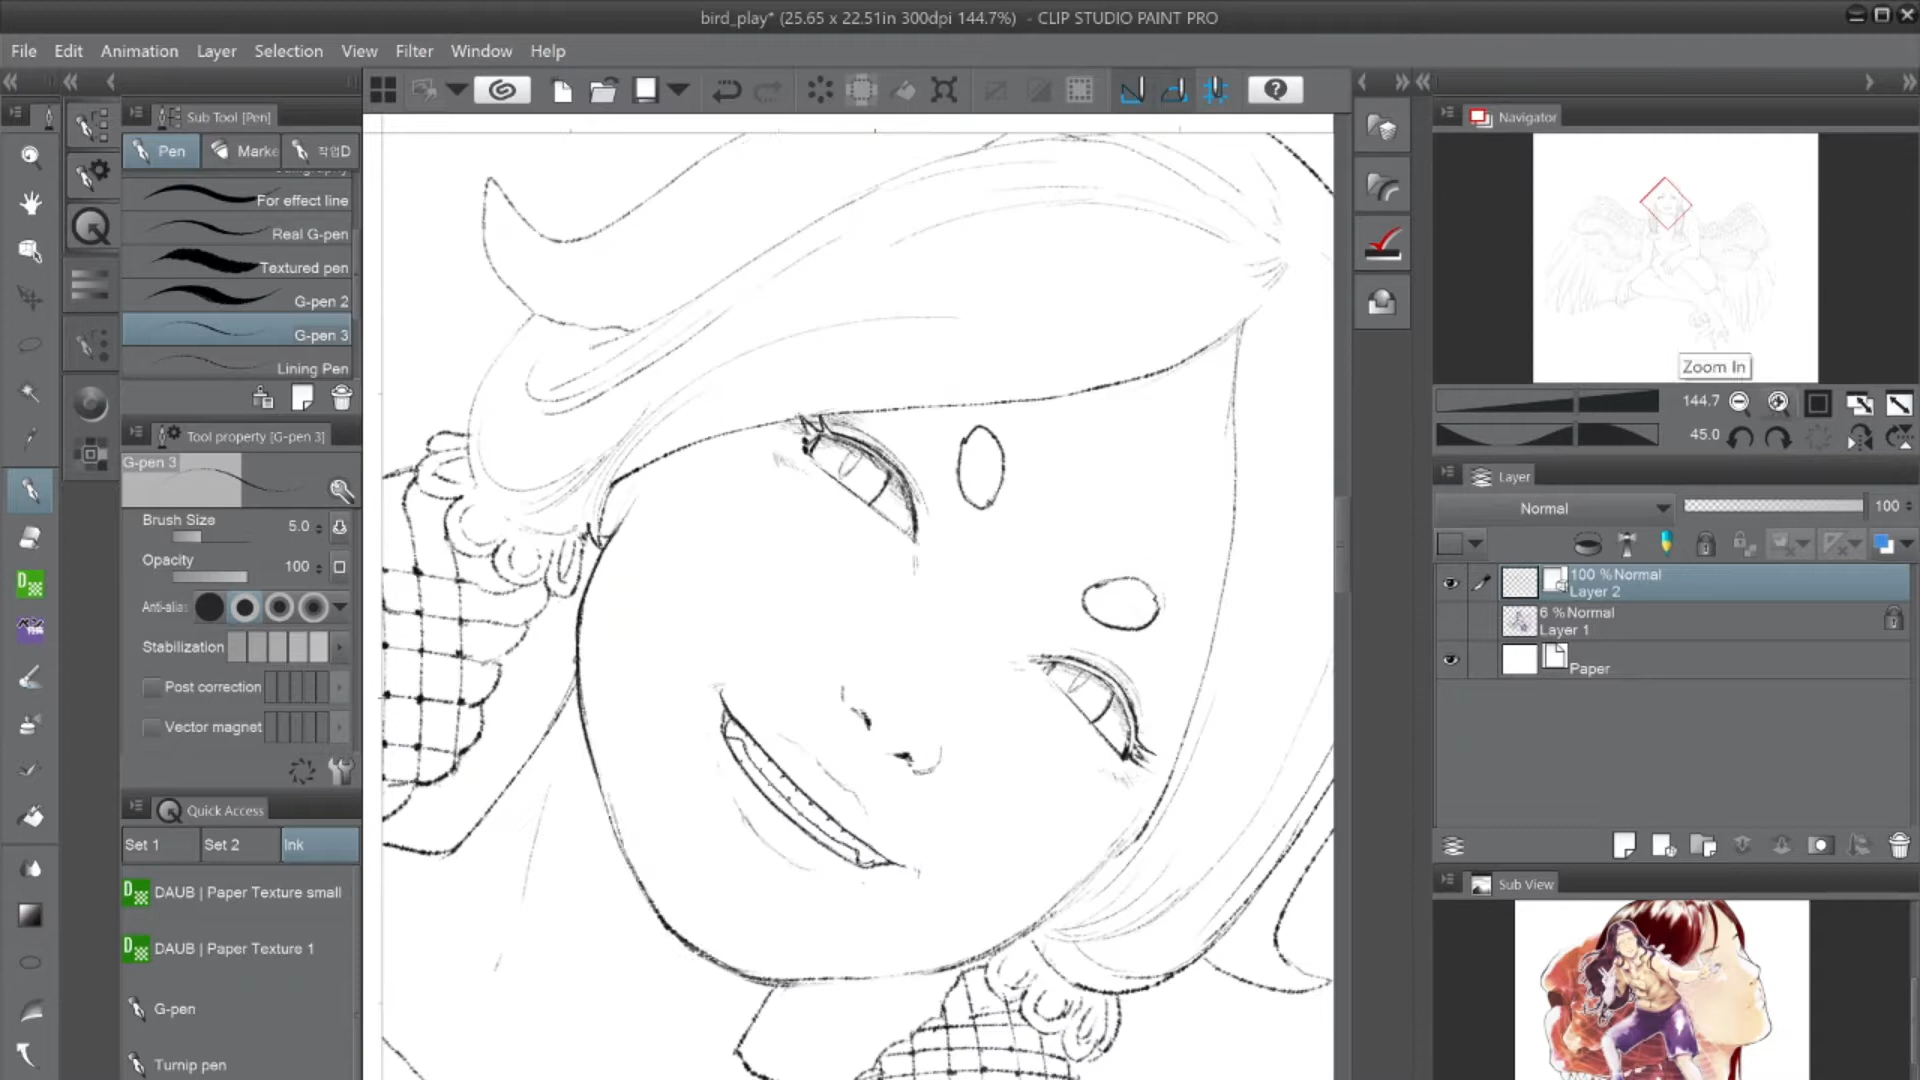 bird_play* (25.65 x 22.51in 300dpi 144.7%) - CLIP STUDIO PAINT PRO
File Edit Animation Layer Selection View Filter Window Help
Sub Tool [Pen]
Pen Marke 작업D
For effect line
Real G-pen
Textured pen
G-pen 2
G-pen 3
Lining Pen
Tool property [G-pen 3]
G-pen 3
Brush Size 5.0
Opacity 100
Anti-alias
Stabilization
Post correction
Vector magnet
Quick Access
Set 1 Set 2 Ink
DAUB | Paper Texture small
DAUB | Paper Texture 1
G-pen
Turnip pen
Navigator
Zoom In
144.7
45.0
Layer
Normal 100
100 % Normal
Layer 2
6 % Normal
Layer 1
Paper
Sub View